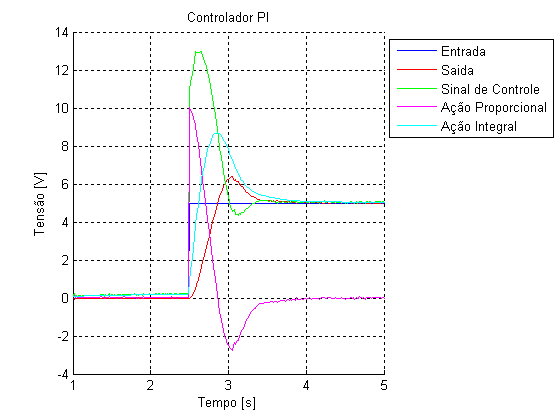 Controlador PI
14
12
10
8
6
4
2
0
-2
-4
Tensão [V]
1
2
3
4
5
Tempo [s]
Entrada
Saida
Sinal de Controle
Ação Proporcional
Ação Integral